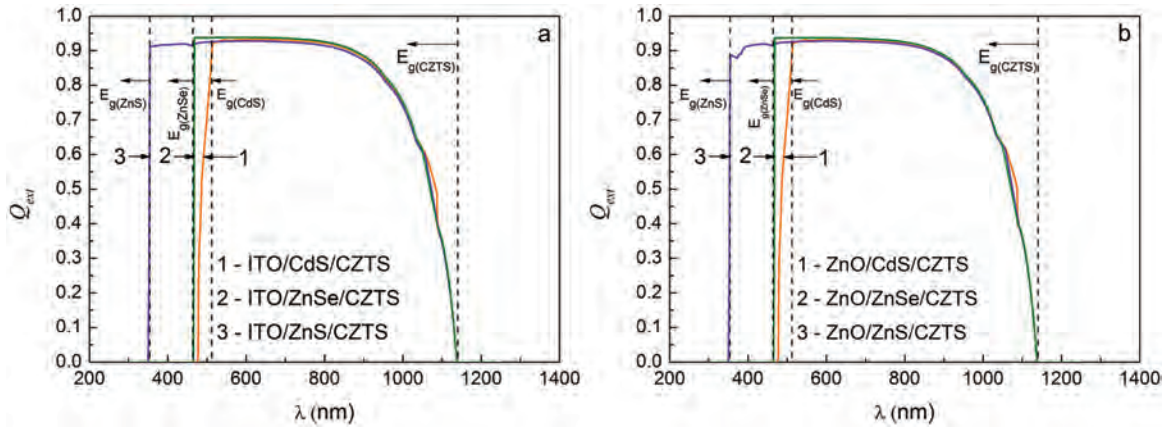 a
1.0
0.9
0.8
0.7
0.6
0.5
0.4
0.3
0.2
0.1
0.0
Q_ext
E_g(ZnS)
E_g(ZnSe)
E_g(CdS)
E_g(CZTS)
3
2
1
1 - ITO/CdS/CZTS
2 - ITO/ZnSe/CZTS
3 - ITO/ZnS/CZTS
200 400 600 800 1000 1200 1400
λ (nm)
b
1.0
0.9
0.8
0.7
0.6
0.5
0.4
0.3
0.2
0.1
0.0
Q_ext
E_g(ZnS)
E_g(ZnSe)
E_g(CdS)
E_g(CZTS)
3
2
1
1 - ZnO/CdS/CZTS
2 - ZnO/ZnSe/CZTS
3 - ZnO/ZnS/CZTS
200 400 600 800 1000 1200 1400
λ (nm)